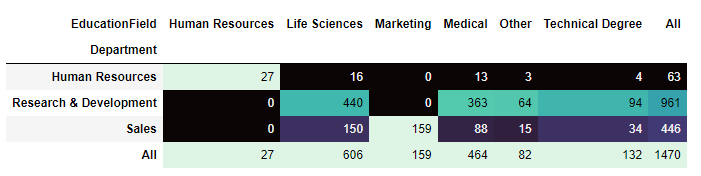 EducationField Human Resources Life Sciences Marketing Medical Other Technical Degree All
Department
Human Resources 27 16 0 13 3 4 63
Research & Development 0 440 0 363 64 94 961
Sales 0 150 159 88 15 34 446
All 27 606 159 464 82 132 1470